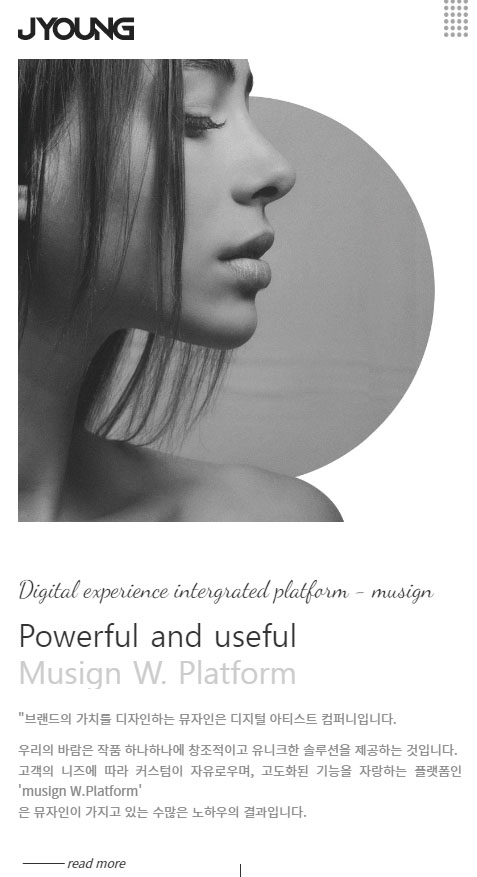 JYOUNG
Digital experience intergrated platform - musign
Powerful and useful
Musign W. Platform
"브랜드의 가치를 디자인하는 뮤자인은 디지털 아티스트 컴퍼니입니다.
우리의 바람은 작품 하나하나에 창조적이고 유니크한 솔루션을 제공하는 것입니다.
고객의 니즈에 따라 커스텀이 자유로우며, 고도화된 기능을 자랑하는 플랫폼인
'musign W.Platform'
은 뮤자인이 가지고 있는 수많은 노하우의 결과입니다.
read more